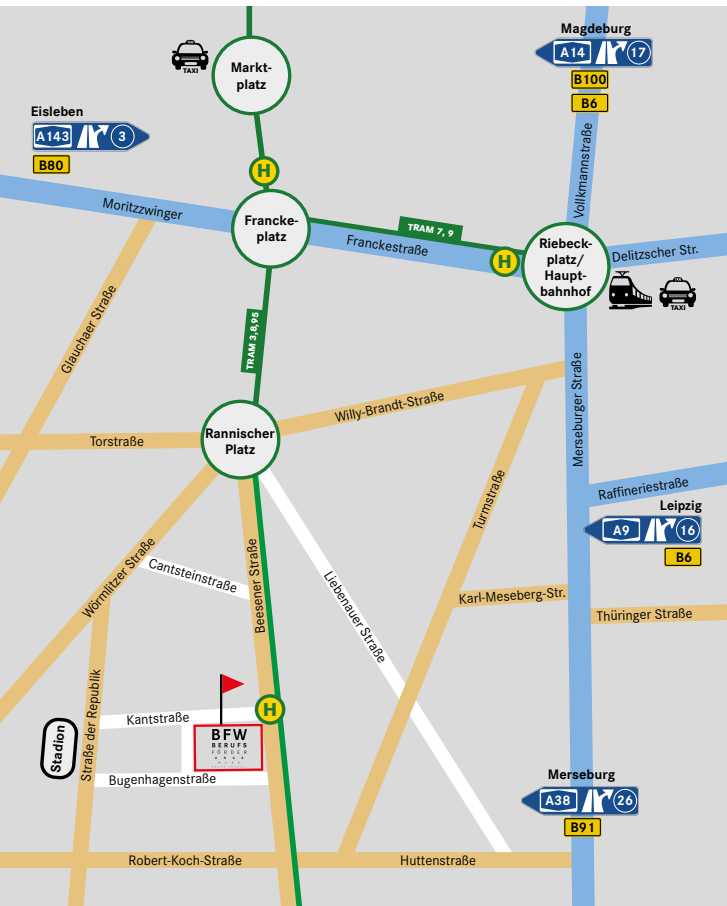 Magdeburg
A14
17
B100
B6
TAXI
Markt-
platz
Eisleben
A143
3
B80
Vollkmannstraße
H
Moritzzwinger
Francke-
platz
TRAM 7, 9
Franckestraße
H
Riebeck-
platz/
Haupt-
bahnhof
Delitzscher Str.
TAXI
Glauchaer Straße
TRAM 3,8,95
Merseburger Straße
Willy-Brandt-Straße
Torstraße
Rannischer
Platz
Turmstraße
Raffineriestraße
Leipzig
A9
16
B6
Wörmlitzer Straße
Cantsteinstraße
Beesener Straße
Liebenauer Straße
Karl-Meseberg-Str.
Thüringer Straße
Straße der Republik
Stadion
Kantstraße
H
BFW
BERUFS
FÖRDER
Bugenhagenstraße
Merseburg
A38
26
B91
Robert-Koch-Straße
Huttenstraße